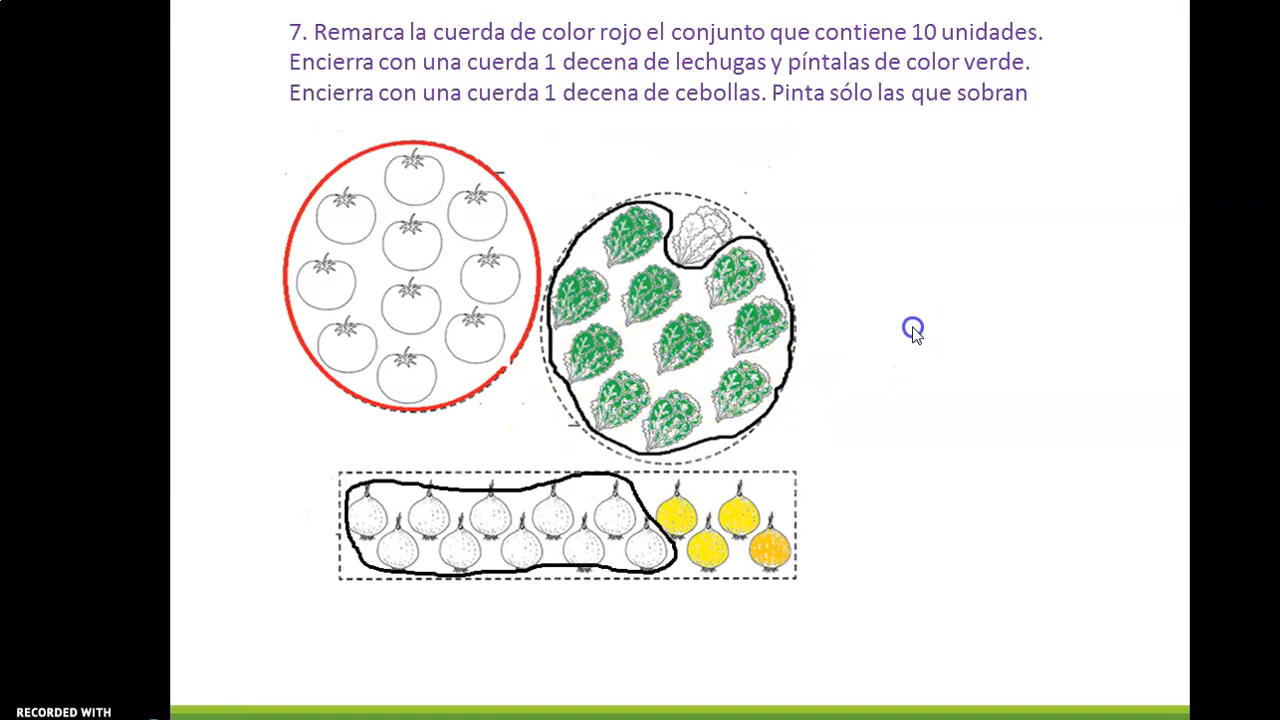 7. Remarca la cuerda de color rojo el conjunto que contiene 10 unidades.
Encierra con una cuerda 1 decena de lechugas y píntalas de color verde.
Encierra con una cuerda 1 decena de cebollas. Pinta sólo las que sobran
RECORDED WITH